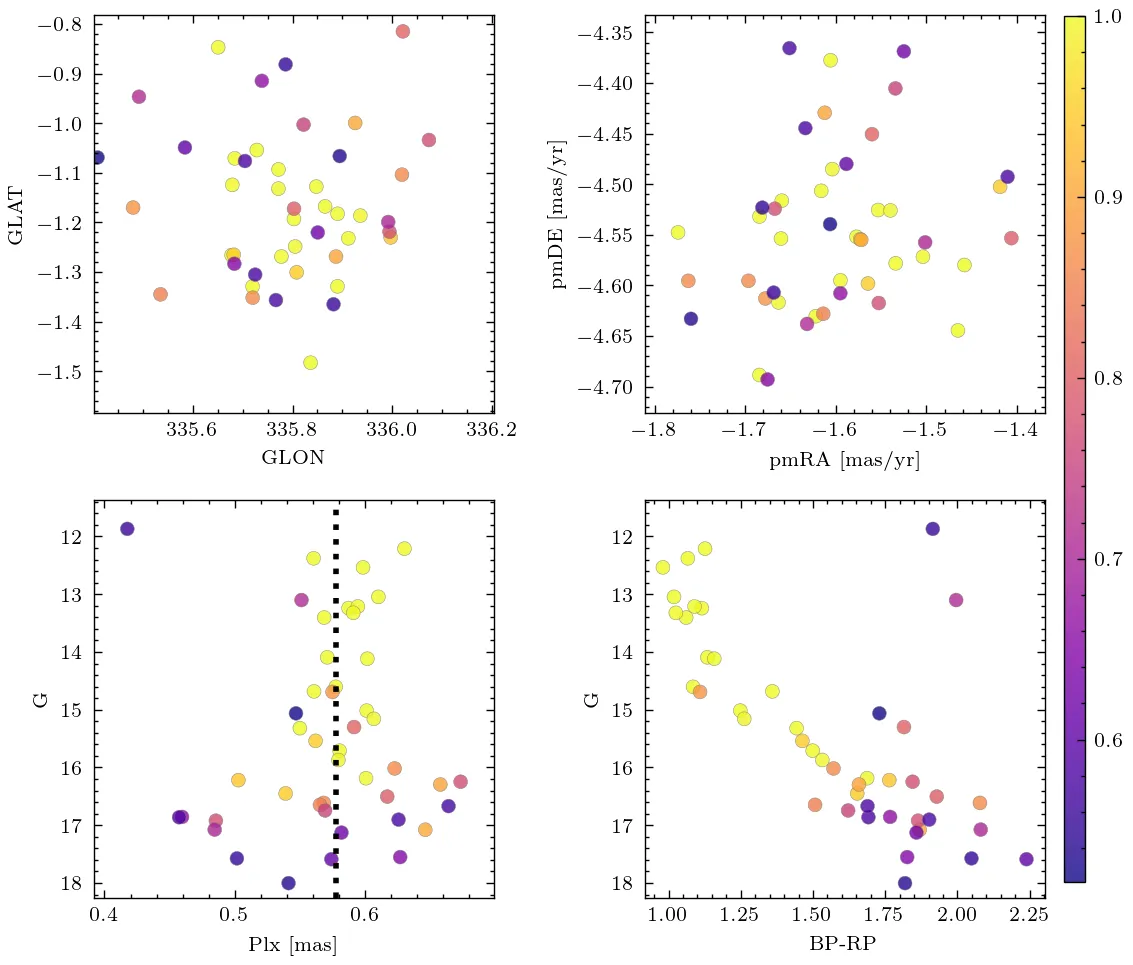 −0.8
−0.9
−1.0
−1.1
−1.2
−1.3
−1.4
−1.5
GLAT
335.6 335.8 336.0 336.2
GLON
−4.35
−4.40
−4.45
−4.50
−4.55
−4.60
−4.65
−4.70
pmDE [mas/yr]
−1.8 −1.7 −1.6 −1.5 −1.4
pmRA [mas/yr]
12
13
14
15
16
17
18
G
0.4 0.5 0.6
Plx [mas]
12
13
14
15
16
17
18
G
1.00 1.25 1.50 1.75 2.00 2.25
BP-RP
1.0
0.9
0.8
0.7
0.6